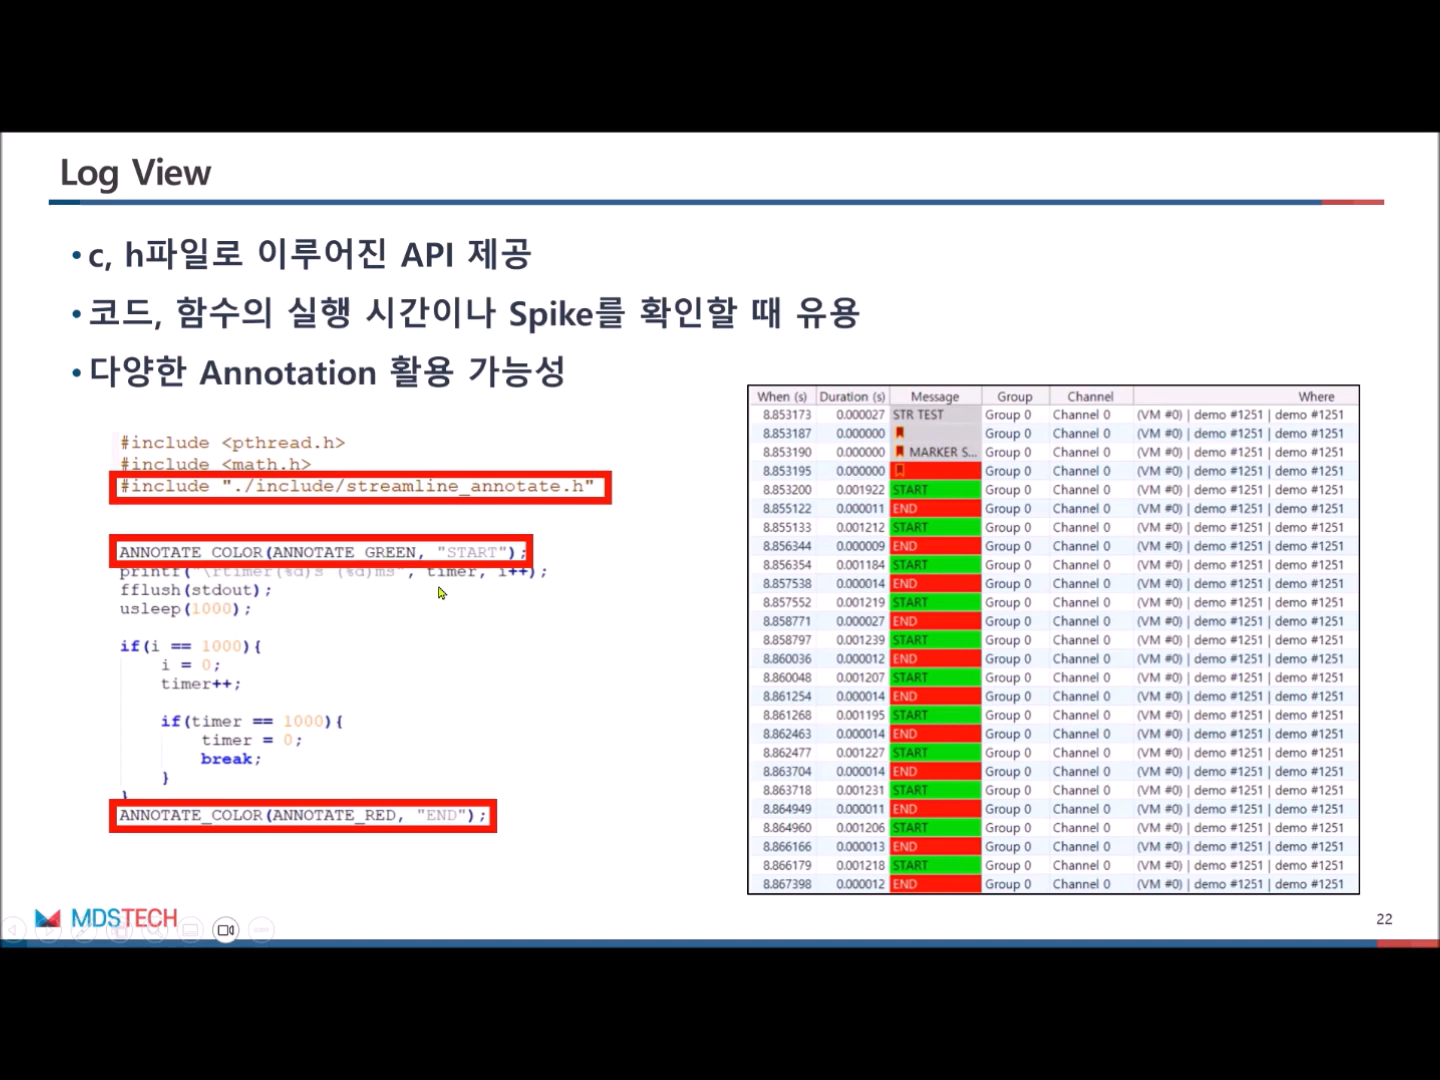 Log View
• c, h파일로 이루어진 API 제공
• 코드, 함수의 실행 시간이나 Spike를 확인할 때 유용
• 다양한 Annotation 활용 가능성
#include <pthread.h>
#include <math.h>
#include "./include/streamline_annotate.h"
ANNOTATE_COLOR(ANNOTATE_GREEN, "START");
printf("\rtimer(%d)s (%d)ms", timer, i++);
fflush(stdout);
usleep(1000);
if(i == 1000){
i = 0;
timer++;
if(timer == 1000){
timer = 0;
break;
}
}
ANNOTATE_COLOR(ANNOTATE_RED, "END");
When (s) Duration (s) Message Group Channel Where
8.853173 0.000027 STR TEST Group 0 Channel 0 (VM #0) | demo #1251 | demo #1251
8.853187 0.000000 Group 0 Channel 0 (VM #0) | demo #1251 | demo #1251
8.853190 0.000000 MARKER S... Group 0 Channel 0 (VM #0) | demo #1251 | demo #1251
8.853195 0.000000 Group 0 Channel 0 (VM #0) | demo #1251 | demo #1251
8.853200 0.001922 START Group 0 Channel 0 (VM #0) | demo #1251 | demo #1251
8.855122 0.000011 END Group 0 Channel 0 (VM #0) | demo #1251 | demo #1251
8.855133 0.001212 START Group 0 Channel 0 (VM #0) | demo #1251 | demo #1251
8.856344 0.000009 END Group 0 Channel 0 (VM #0) | demo #1251 | demo #1251
8.856354 0.001184 START Group 0 Channel 0 (VM #0) | demo #1251 | demo #1251
8.857538 0.000014 END Group 0 Channel 0 (VM #0) | demo #1251 | demo #1251
8.857552 0.001219 START Group 0 Channel 0 (VM #0) | demo #1251 | demo #1251
8.858771 0.000027 END Group 0 Channel 0 (VM #0) | demo #1251 | demo #1251
8.858797 0.001239 START Group 0 Channel 0 (VM #0) | demo #1251 | demo #1251
8.860036 0.000012 END Group 0 Channel 0 (VM #0) | demo #1251 | demo #1251
8.860048 0.001207 START Group 0 Channel 0 (VM #0) | demo #1251 | demo #1251
8.861254 0.000014 END Group 0 Channel 0 (VM #0) | demo #1251 | demo #1251
8.861268 0.001195 START Group 0 Channel 0 (VM #0) | demo #1251 | demo #1251
8.862463 0.000014 END Group 0 Channel 0 (VM #0) | demo #1251 | demo #1251
8.862477 0.001227 START Group 0 Channel 0 (VM #0) | demo #1251 | demo #1251
8.863704 0.000014 END Group 0 Channel 0 (VM #0) | demo #1251 | demo #1251
8.863718 0.001231 START Group 0 Channel 0 (VM #0) | demo #1251 | demo #1251
8.864949 0.000011 END Group 0 Channel 0 (VM #0) | demo #1251 | demo #1251
8.864960 0.001206 START Group 0 Channel 0 (VM #0) | demo #1251 | demo #1251
8.866166 0.000013 END Group 0 Channel 0 (VM #0) | demo #1251 | demo #1251
8.866179 0.001218 START Group 0 Channel 0 (VM #0) | demo #1251 | demo #1251
8.867398 0.000012 END Group 0 Channel 0 (VM #0) | demo #1251 | demo #1251
MDSTECH
22